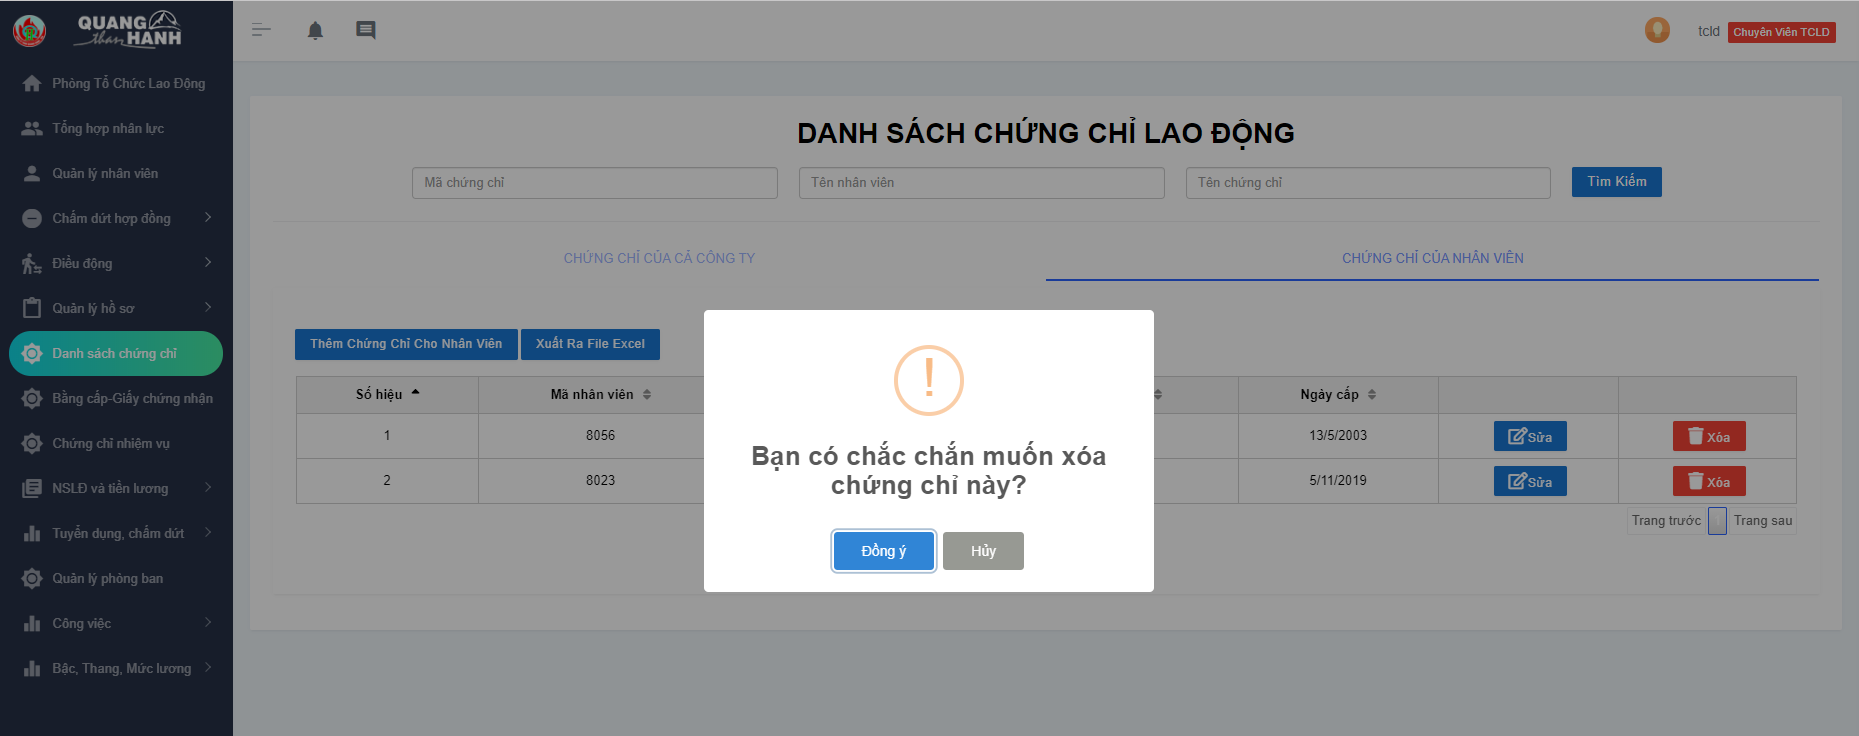 QUANG
than HANH
tcld Chuyên Viên TCLD
Phòng Tổ Chức Lao Động
Tổng hợp nhân lực
Quản lý nhân viên
Chấm dứt hợp đồng
Điều động
Quản lý hồ sơ
Danh sách chứng chỉ
Bằng cấp-Giấy chứng nhận
Chứng chỉ nhiệm vụ
NSLĐ và tiền lương
Tuyển dụng, chấm dứt
Quản lý phòng ban
Công việc
Bậc, Thang, Mức lương
DANH SÁCH CHỨNG CHỈ LAO ĐỘNG
Mã chứng chỉ Tên nhân viên Tên chứng chỉ Tìm Kiếm
CHỨNG CHỈ CỦA CẢ CÔNG TY CHỨNG CHỈ CỦA NHÂN VIÊN
Thêm Chứng Chỉ Cho Nhân Viên Xuất Ra File Excel
Số hiệu Mã nhân viên Ngày cấp
1 8056 13/5/2003 Sửa Xóa
2 8023 5/11/2019 Sửa Xóa
Trang trước 1 Trang sau
!
Bạn có chắc chắn muốn xóa
chứng chỉ này?
Đồng ý Hủy